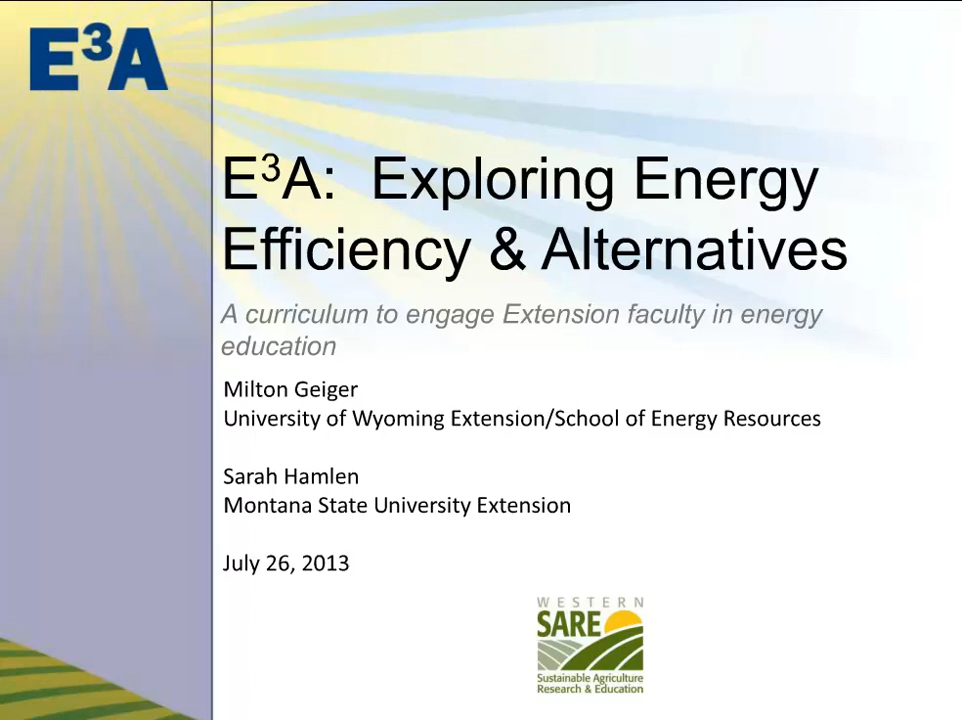 E³A
E³A: Exploring Energy
Efficiency & Alternatives
A curriculum to engage Extension faculty in energy
education
Milton Geiger
University of Wyoming Extension/School of Energy Resources
Sarah Hamlen
Montana State University Extension
July 26, 2013
WESTERN
SARE
Sustainable Agriculture
Research & Education